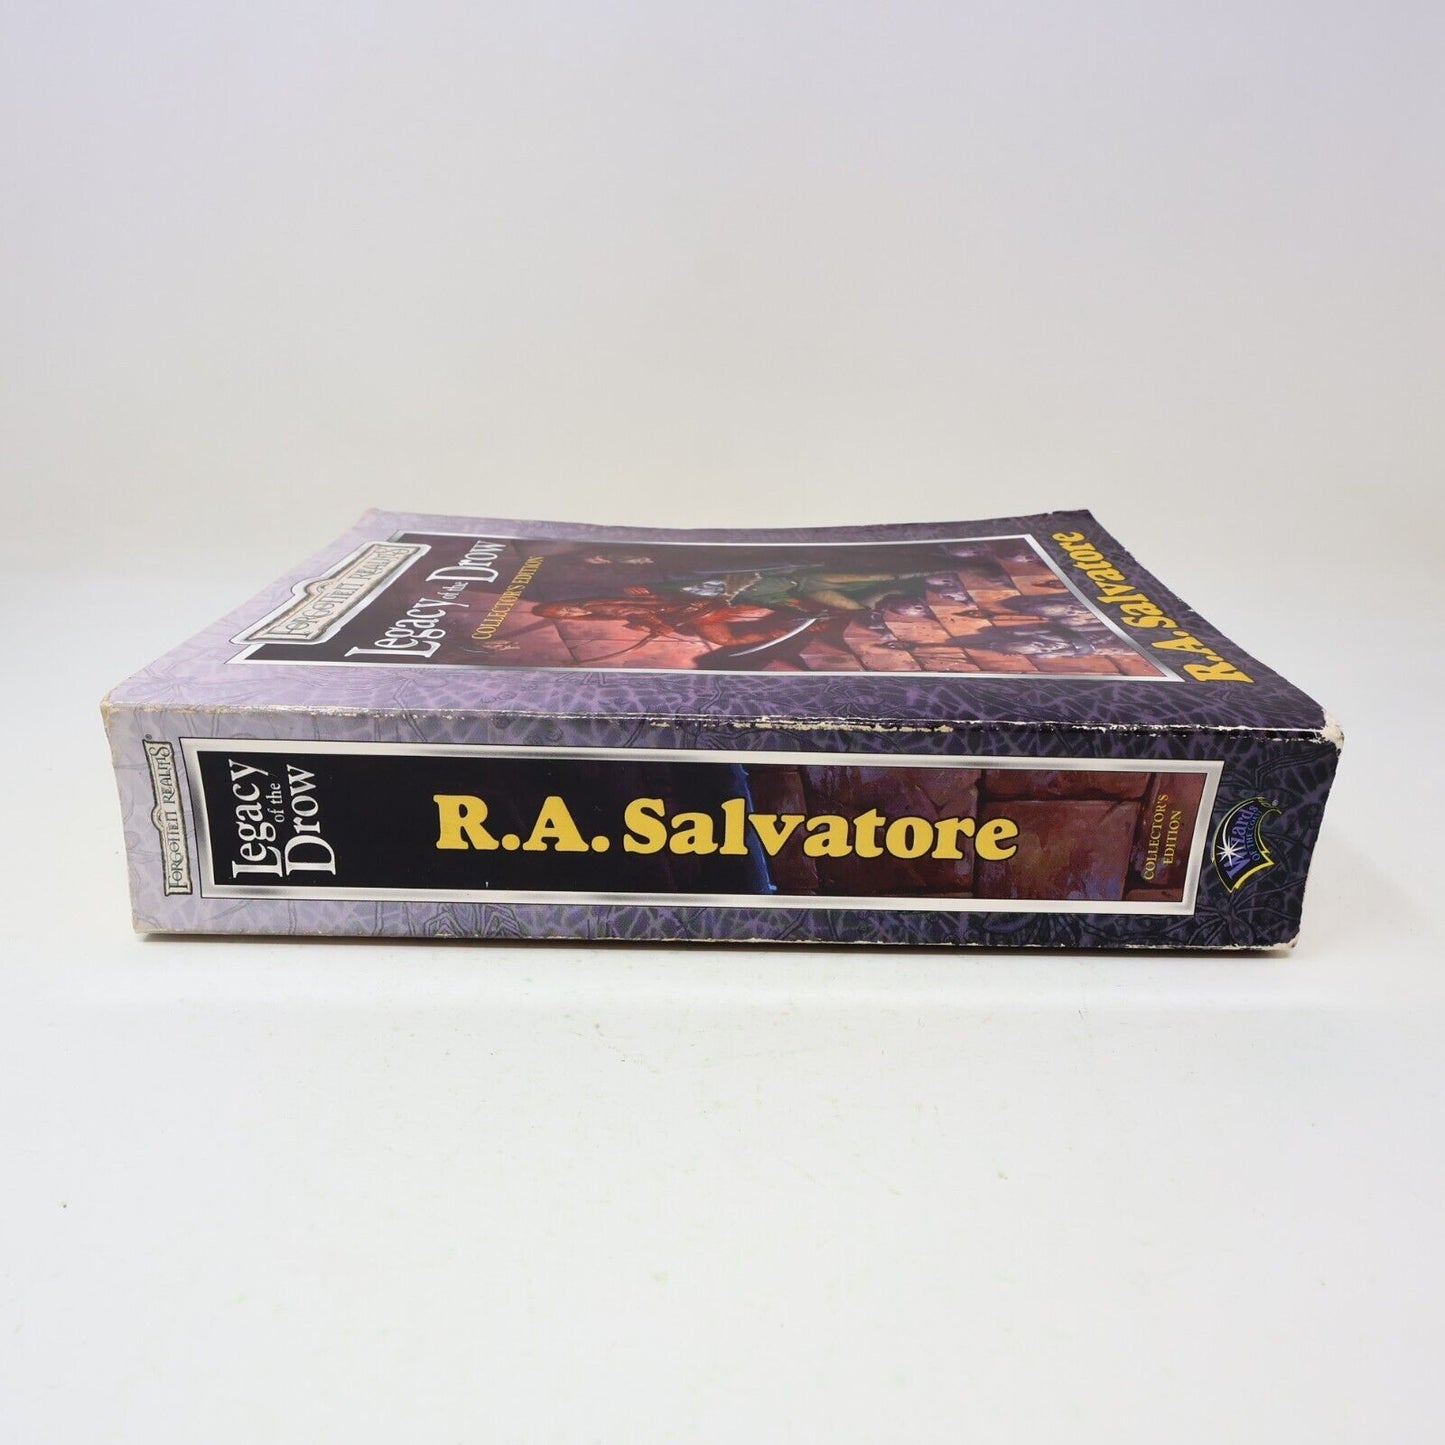 FORGOTTEN REALMS
Legacy of the Drow
COLLECTOR'S EDITION
R.A. Salvatore
FORGOTTEN REALMS®
Legacy
of the
Drow
R.A. Salvatore
COLLECTOR'S
EDITION
Wizards
OF THE COAST®